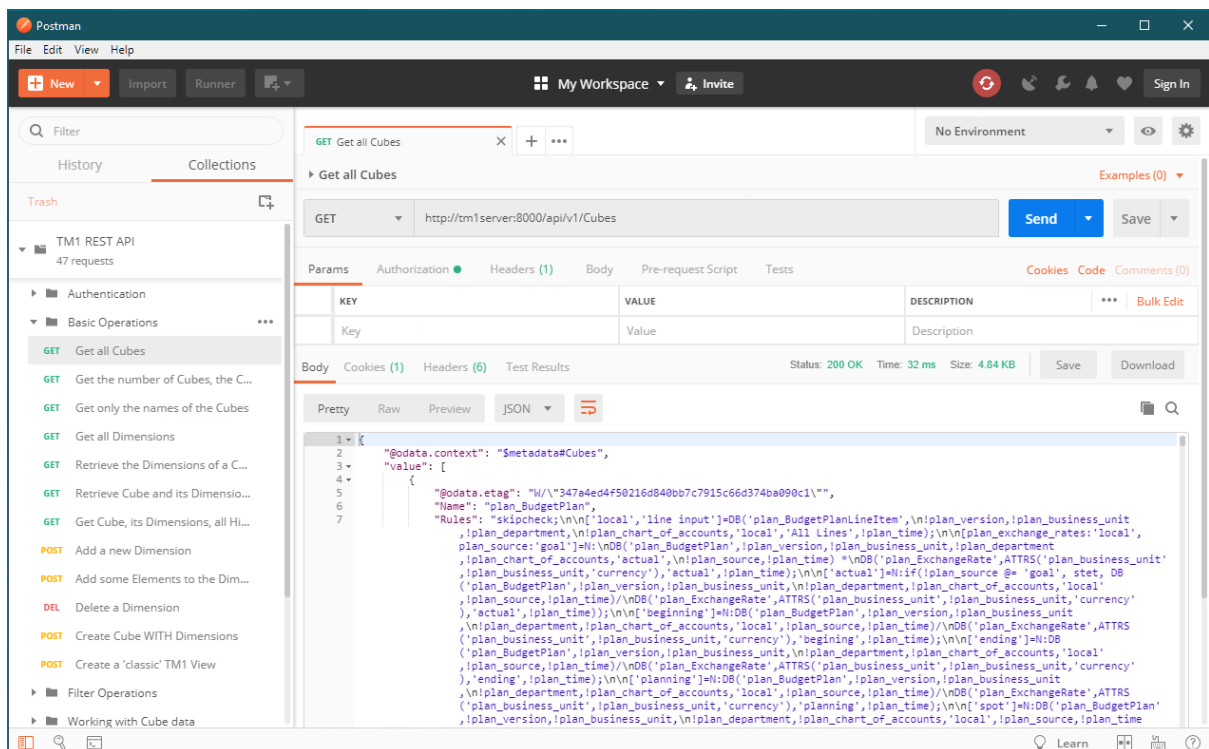 Postman
File Edit View Help
New Import Runner My Workspace Invite Sign In
Filter
History Collections
Trash
TM1 REST API
47 requests
Authentication
Basic Operations
GET Get all Cubes
GET Get the number of Cubes, the C...
GET Get only the names of the Cubes
GET Get all Dimensions
GET Retrieve the Dimensions of a C...
GET Retrieve Cube and its Dimensio...
GET Get Cube, its Dimensions, all Hi...
POST Add a new Dimension
POST Add some Elements to the Dim...
DEL Delete a Dimension
POST Create Cube WITH Dimensions
POST Create a 'classic' TM1 View
Filter Operations
Working with Cube data
GET Get all Cubes
No Environment
Get all Cubes Examples (0)
GET http://tm1server:8000/api/v1/Cubes Send Save
Params Authorization Headers (1) Body Pre-request Script Tests Cookies Code Comments (0)
KEY VALUE DESCRIPTION Bulk Edit
Key Value Description
Body Cookies (1) Headers (6) Test Results Status: 200 OK Time: 32 ms Size: 4.84 KB Save Download
Pretty Raw Preview JSON
1 {
2 "@odata.context": "$metadata#Cubes",
3 "value": [
4 {
5 "@odata.etag": "W/\"347a4ed4f50216d840bb7c7915c66d374ba090c1\"",
6 "Name": "plan_BudgetPlan",
7 "Rules": "skipcheck;\n\n['local','line input']=DB('plan_BudgetPlanLineItem',\n!plan_version,!plan_business_unit
,!plan_department,\n!plan_chart_of_accounts,'local','All Lines',!plan_time);\n\n[plan_exchange_rates:'local',
plan_source:'goal']=N:\nDB('plan_BudgetPlan',!plan_version,!plan_business_unit,!plan_department
,!plan_chart_of_accounts,'actual',\n!plan_source,!plan_time) *\nDB('plan_ExchangeRate',ATTRS('plan_business_unit'
,!plan_business_unit,'currency'),'actual',!plan_time);\n\n['actual']=N:if(!plan_source @= 'goal', stet, DB
('plan_BudgetPlan',!plan_version,!plan_business_unit,\n!plan_department,!plan_chart_of_accounts,'local'
,!plan_source,!plan_time)/\nDB('plan_ExchangeRate',ATTRS('plan_business_unit',!plan_business_unit,'currency'
),'actual',!plan_time));\n\n['beginning']=N:DB('plan_BudgetPlan',!plan_version,!plan_business_unit
,\n!plan_department,!plan_chart_of_accounts,'local',!plan_source,!plan_time)/\nDB('plan_ExchangeRate',ATTRS
('plan_business_unit',!plan_business_unit,'currency'),'begining',!plan_time);\n\n['ending']=N:DB
('plan_BudgetPlan',!plan_version,!plan_business_unit,\n!plan_department,!plan_chart_of_accounts,'local'
,!plan_source,!plan_time)/\nDB('plan_ExchangeRate',ATTRS('plan_business_unit',!plan_business_unit,'currency'
),'ending',!plan_time);\n\n['planning']=N:DB('plan_BudgetPlan',!plan_version,!plan_business_unit
,\n!plan_department,!plan_chart_of_accounts,'local',!plan_source,!plan_time)/\nDB('plan_ExchangeRate',ATTRS
('plan_business_unit',!plan_business_unit,'currency'),'planning',!plan_time);\n\n['spot']=N:DB('plan_BudgetPlan'
,!plan_version,!plan_business_unit,\n!plan_department,!plan_chart_of_accounts,'local',!plan_source,!plan_time
Learn